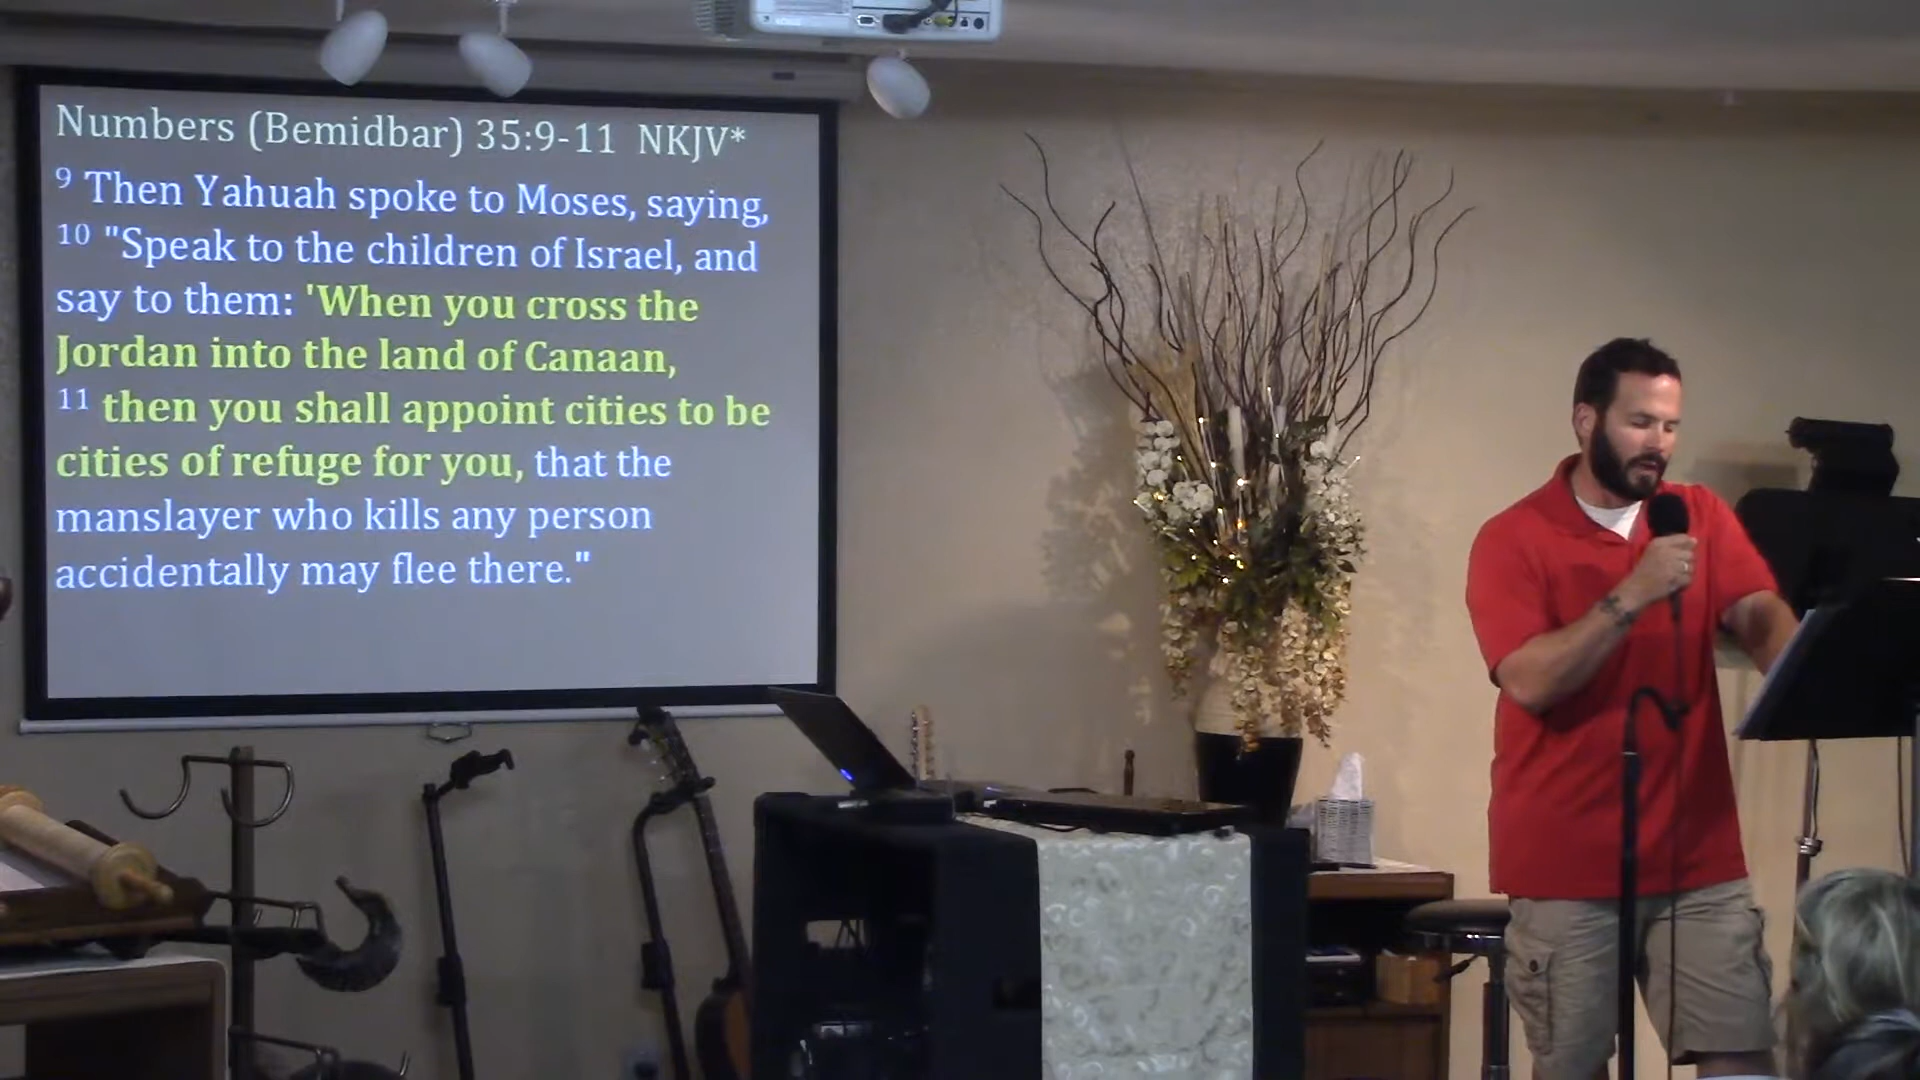 Numbers (Bemidbar) 35:9-11 NKJV*
9 Then Yahuah spoke to Moses, saying,
10 "Speak to the children of Israel, and
say to them: 'When you cross the
Jordan into the land of Canaan,
11 then you shall appoint cities to be
cities of refuge for you, that the
manslayer who kills any person
accidentally may flee there."